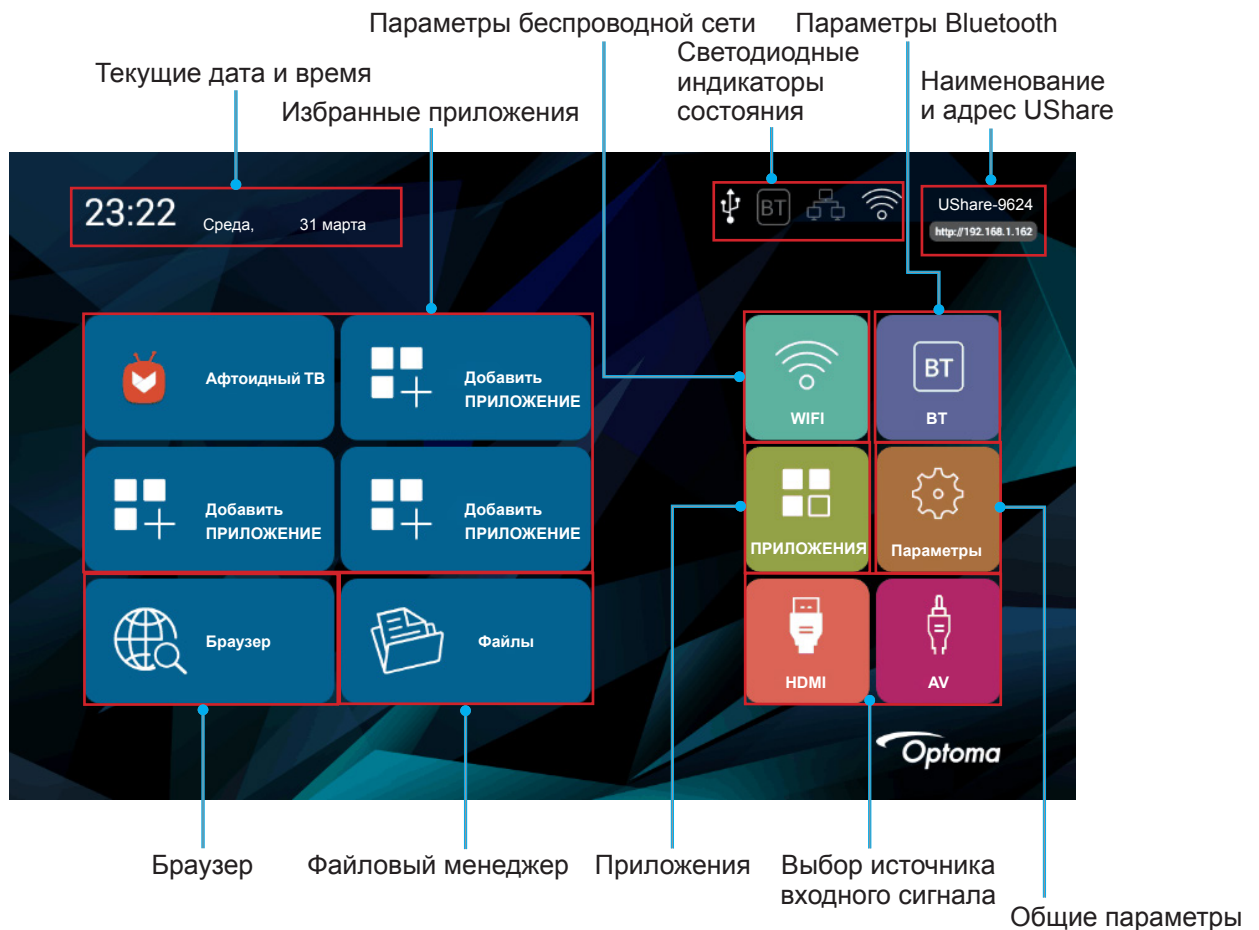 Параметры беспроводной сети
Параметры Bluetooth
Текущие дата и время
Избранные приложения
Светодиодные
индикаторы
состояния
Наименование
и адрес UShare
23:22
Среда, 31 марта
BT
UShare-9624
http://192.168.1.162
Афтоидный ТВ
Добавить
ПРИЛОЖЕНИЕ
WIFI
BT
BT
Добавить
ПРИЛОЖЕНИЕ
Добавить
ПРИЛОЖЕНИЕ
ПРИЛОЖЕНИЯ
Параметры
Браузер
Файлы
HDMI
AV
Optoma
Браузер
Файловый менеджер
Приложения
Выбор источника
входного сигнала
Общие параметры